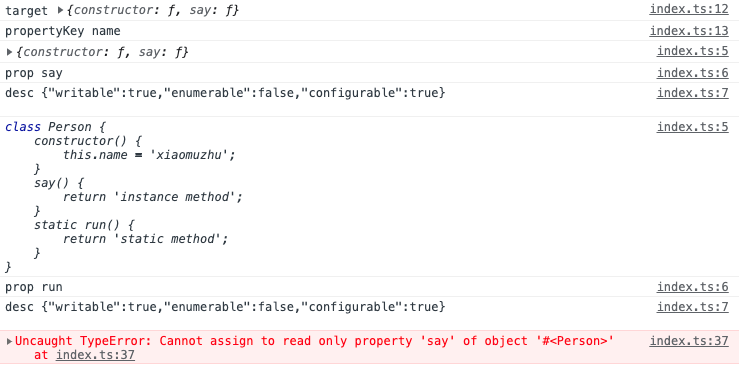 target ▶{constructor: ƒ, say: ƒ} index.ts:12
propertyKey name index.ts:13
▶{constructor: ƒ, say: ƒ} index.ts:5
prop say index.ts:6
desc {"writable":true,"enumerable":false,"configurable":true} index.ts:7
class Person { index.ts:5
    constructor() {
        this.name = 'xiaomuzhu';
    }
    say() {
        return 'instance method';
    }
    static run() {
        return 'static method';
    }
}
prop run index.ts:6
desc {"writable":true,"enumerable":false,"configurable":true} index.ts:7
▶Uncaught TypeError: Cannot assign to read only property 'say' of object '#<Person>' index.ts:37
    at index.ts:37